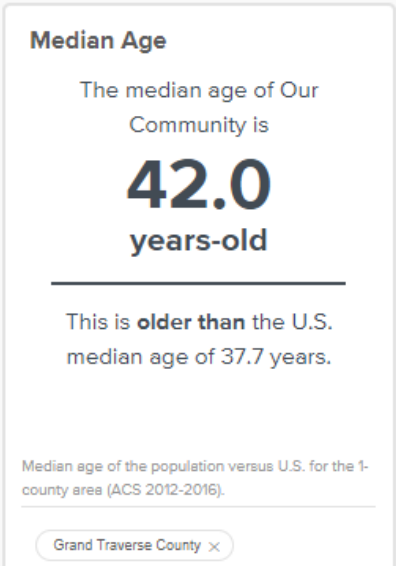 Median Age
The median age of Our
Community is
42.0
years-old
This is older than the U.S.
median age of 37.7 years.
Median age of the population versus U.S. for the 1-
county area (ACS 2012-2016).
Grand Traverse County ×